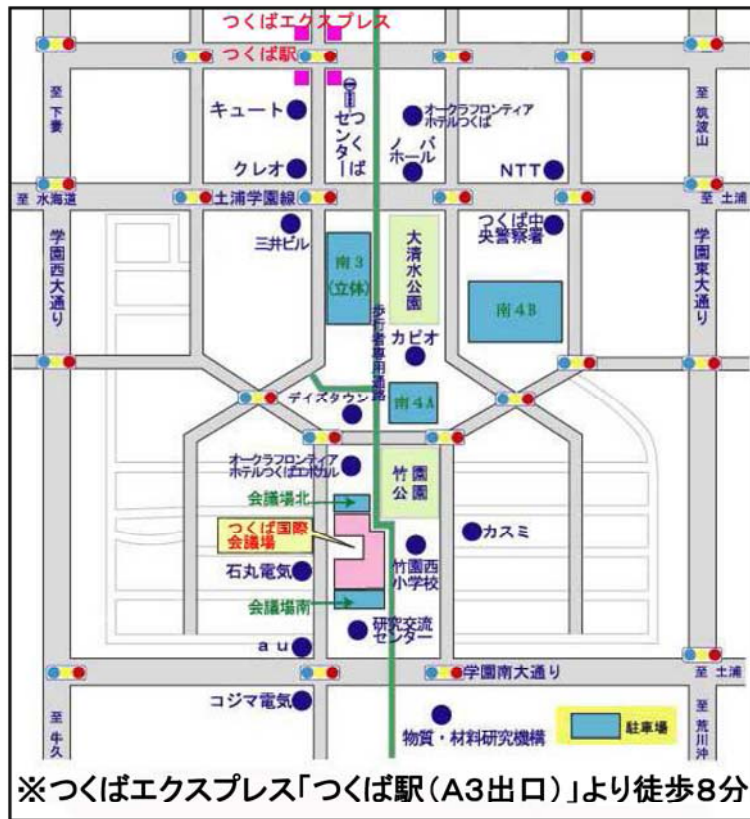 つくばエクスプレス
つくば駅
至 下妻
キュート
つくば
センター
オークラフロンティア
ホテルつくば
至 筑波山
クレオ
ノバ
ホール
NTT
至 水海道
土浦学園線
至 土浦
学園西大通り
三井ビル
南3
(立体)
大清水公園
つくば中
央警察署
学園東大通り
南4B
歩行者専用通路
カピオ
デイズタウン
南4A
オークラフロンティア
ホテルつくばエポカル
竹園
公園
会議場北
つくば国際
会議場
カスミ
石丸電気
竹園西
小学校
会議場南
研究交流
センター
au
学園南大通り
至 土浦
コジマ電気
至 牛久
物質・材料研究機構
駐車場
至 荒川沖
※つくばエクスプレス「つくば駅(A3出口)」より徒歩8分